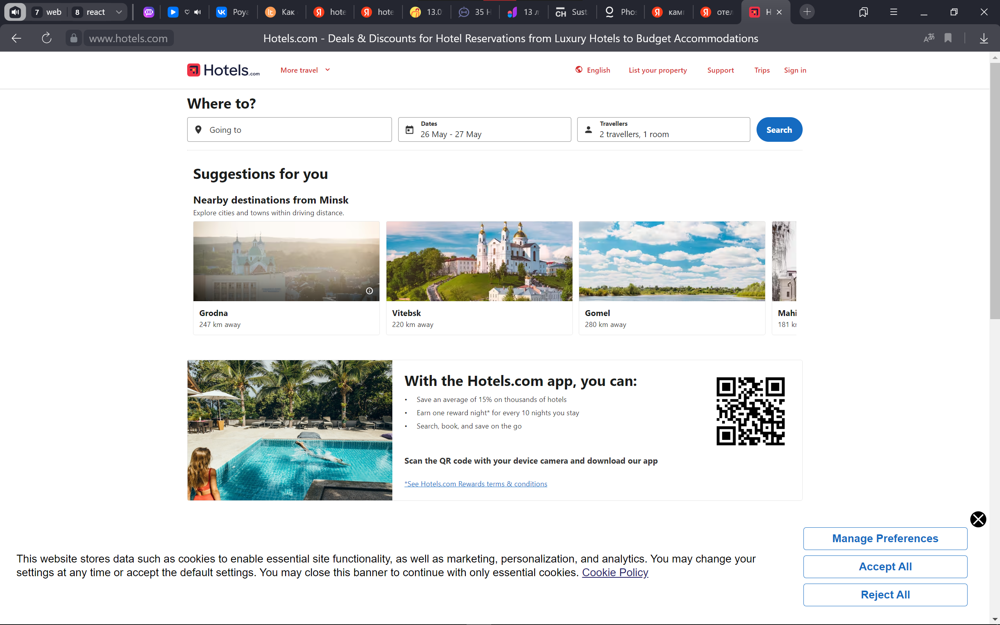 7 web 8 react Poya Как hote hote 13.0 35 Н 13 л CH Sust Phos Я кам Я отел H
www.hotels.com Hotels.com - Deals & Discounts for Hotel Reservations from Luxury Hotels to Budget Accommodations
Hotels.com More travel English List your property Support Trips Sign in
Where to?
Going to
Dates
26 May - 27 May
Travellers
2 travellers, 1 room
Search
Suggestions for you
Nearby destinations from Minsk
Explore cities and towns within driving distance.
Grodna
247 km away
Vitebsk
220 km away
Gomel
280 km away
Mahi
181 k
With the Hotels.com app, you can:
• Save an average of 15% on thousands of hotels
• Earn one reward night* for every 10 nights you stay
• Search, book, and save on the go
Scan the QR code with your device camera and download our app
*See Hotels.com Rewards terms & conditions
This website stores data such as cookies to enable essential site functionality, as well as marketing, personalization, and analytics. You may change your
settings at any time or accept the default settings. You may close this banner to continue with only essential cookies. Cookie Policy
Manage Preferences
Accept All
Reject All